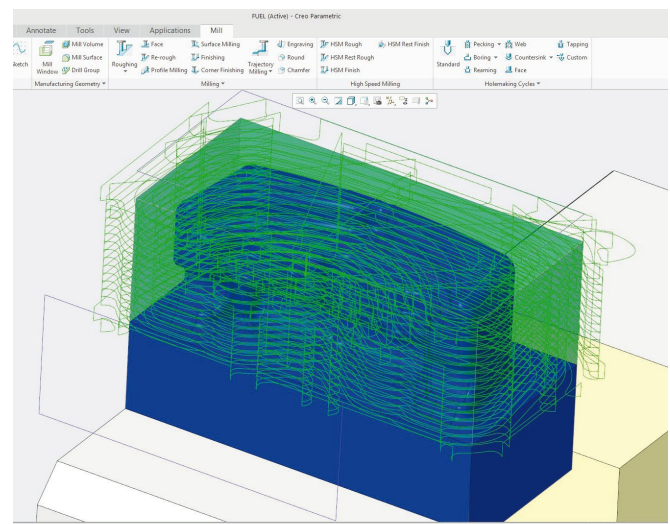 FUEL (Active) - Creo Parametric
Annotate Tools View Applications Mill
Mill Volume Face Surface Milling Engraving HSM Rough HSM Rest Finish Pecking Web Tapping
Sketch Mill Window Mill Surface Roughing Re-rough Finishing Trajectory Milling Round HSM Rest Rough Standard Boring Countersink Custom
Drill Group Profile Milling Corner Finishing Chamfer HSM Finish Reaming Face
Manufacturing Geometry Milling High Speed Milling Holemaking Cycles